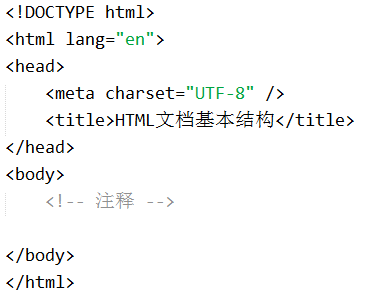 <!DOCTYPE html>
<html lang="en">
<head>
    <meta charset="UTF-8" />
    <title>HTML文档基本结构</title>
</head>
<body>
    <!-- 注释 -->

</body>
</html>